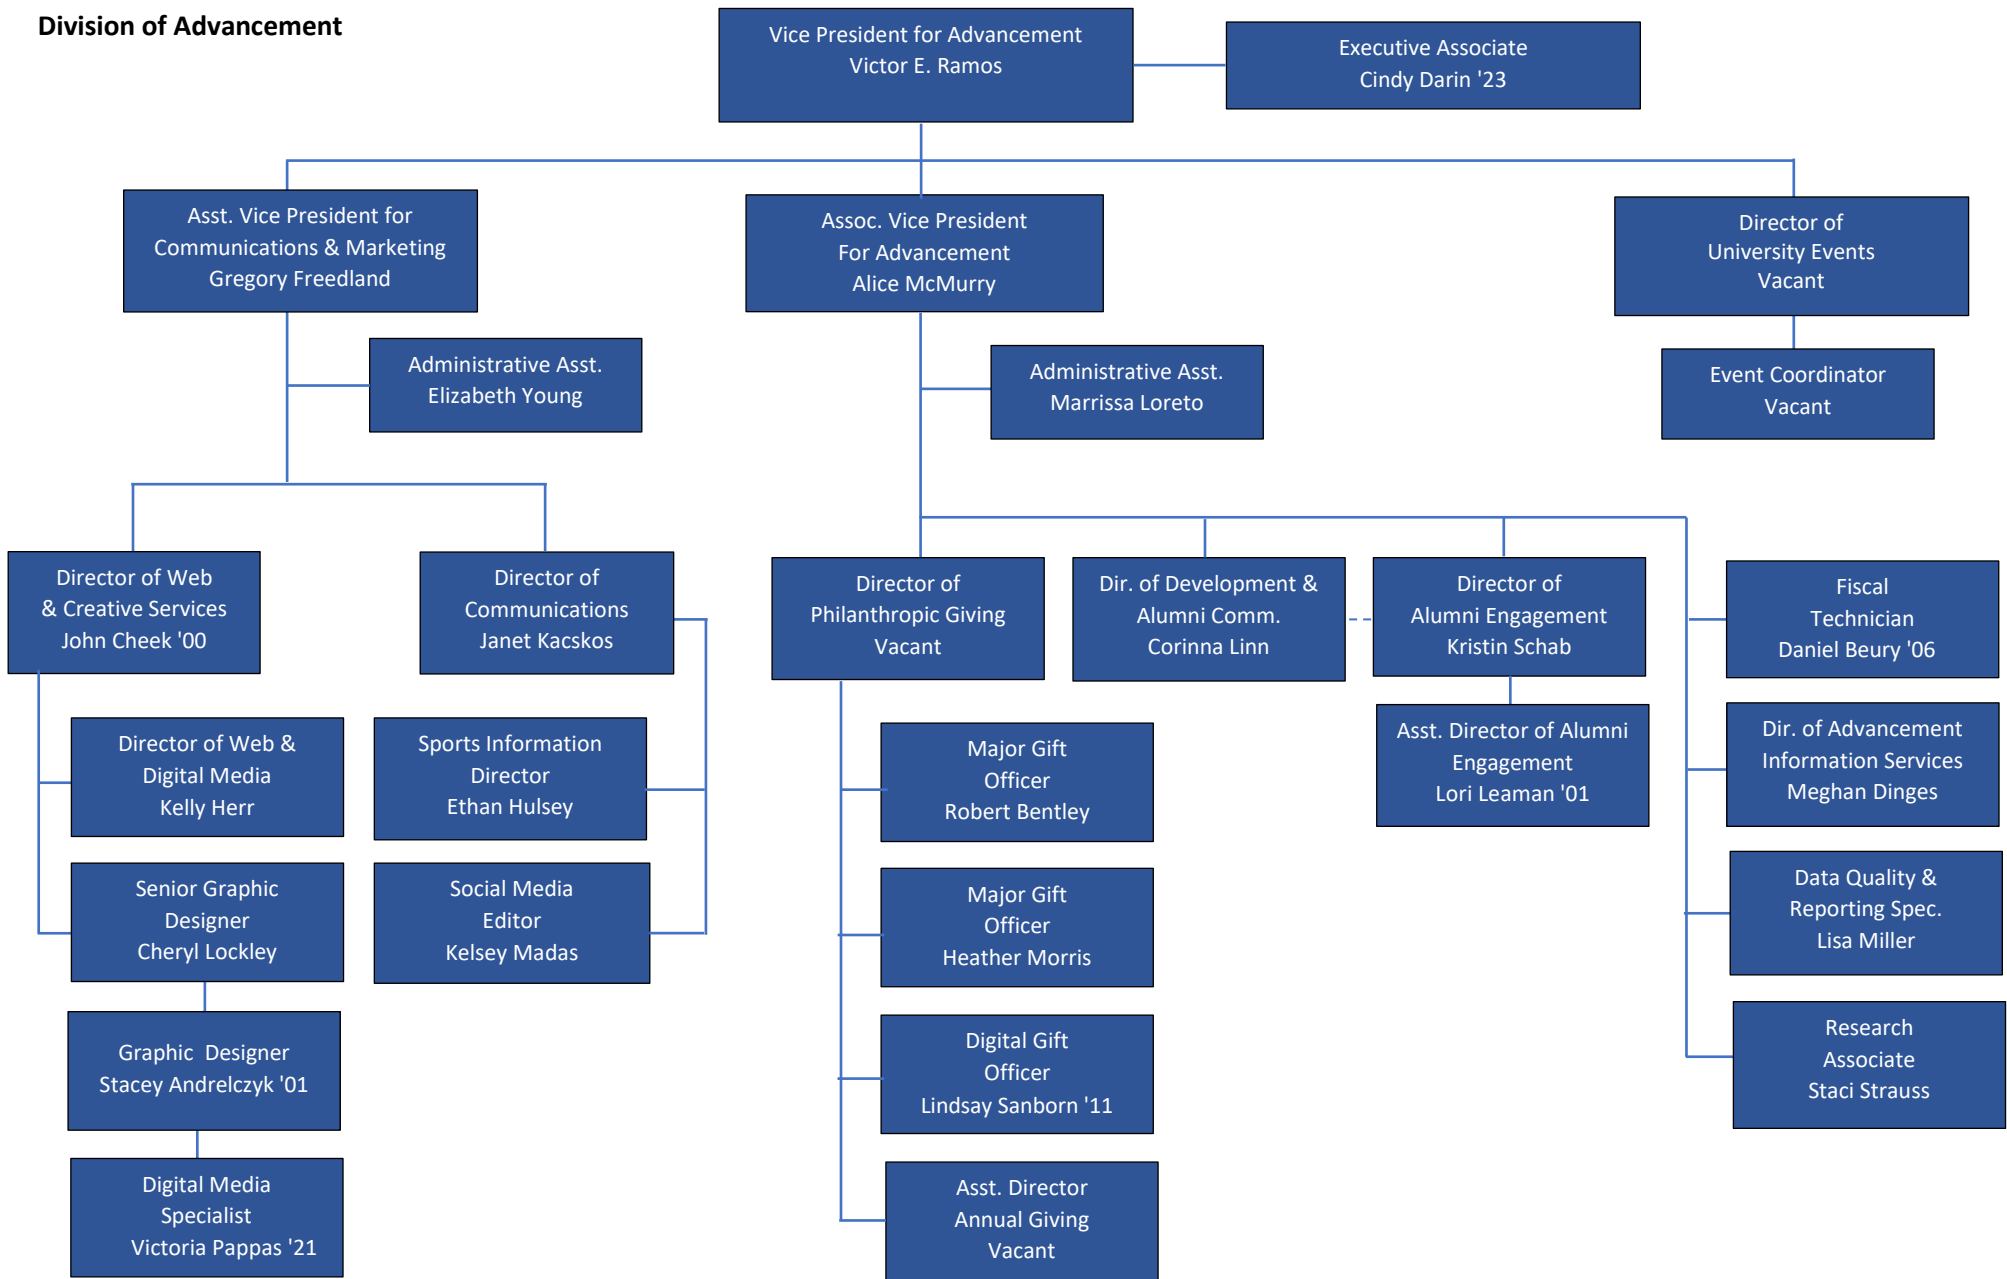 Division of Advancement
Vice President for Advancement
Victor E. Ramos
Executive Associate
Cindy Darin '23
Asst. Vice President for
Communications & Marketing
Gregory Freedland
Assoc. Vice President
For Advancement
Alice McMurry
Director of
University Events
Vacant
Administrative Asst.
Elizabeth Young
Administrative Asst.
Marrissa Loreto
Event Coordinator
Vacant
Director of Web
& Creative Services
John Cheek '00
Director of
Communications
Janet Kacskos
Director of
Philanthropic Giving
Vacant
Dir. of Development &
Alumni Comm.
Corinna Linn
Director of
Alumni Engagement
Kristin Schab
Fiscal
Technician
Daniel Beury '06
Director of Web &
Digital Media
Kelly Herr
Sports Information
Director
Ethan Hulsey
Major Gift
Officer
Robert Bentley
Asst. Director of Alumni
Engagement
Lori Leaman '01
Dir. of Advancement
Information Services
Meghan Dinges
Senior Graphic
Designer
Cheryl Lockley
Social Media
Editor
Kelsey Madas
Major Gift
Officer
Heather Morris
Data Quality &
Reporting Spec.
Lisa Miller
Graphic  Designer
Stacey Andrelczyk '01
Digital Gift
Officer
Lindsay Sanborn '11
Research
Associate
Staci Strauss
Digital Media
Specialist
Victoria Pappas '21
Asst. Director
Annual Giving
Vacant